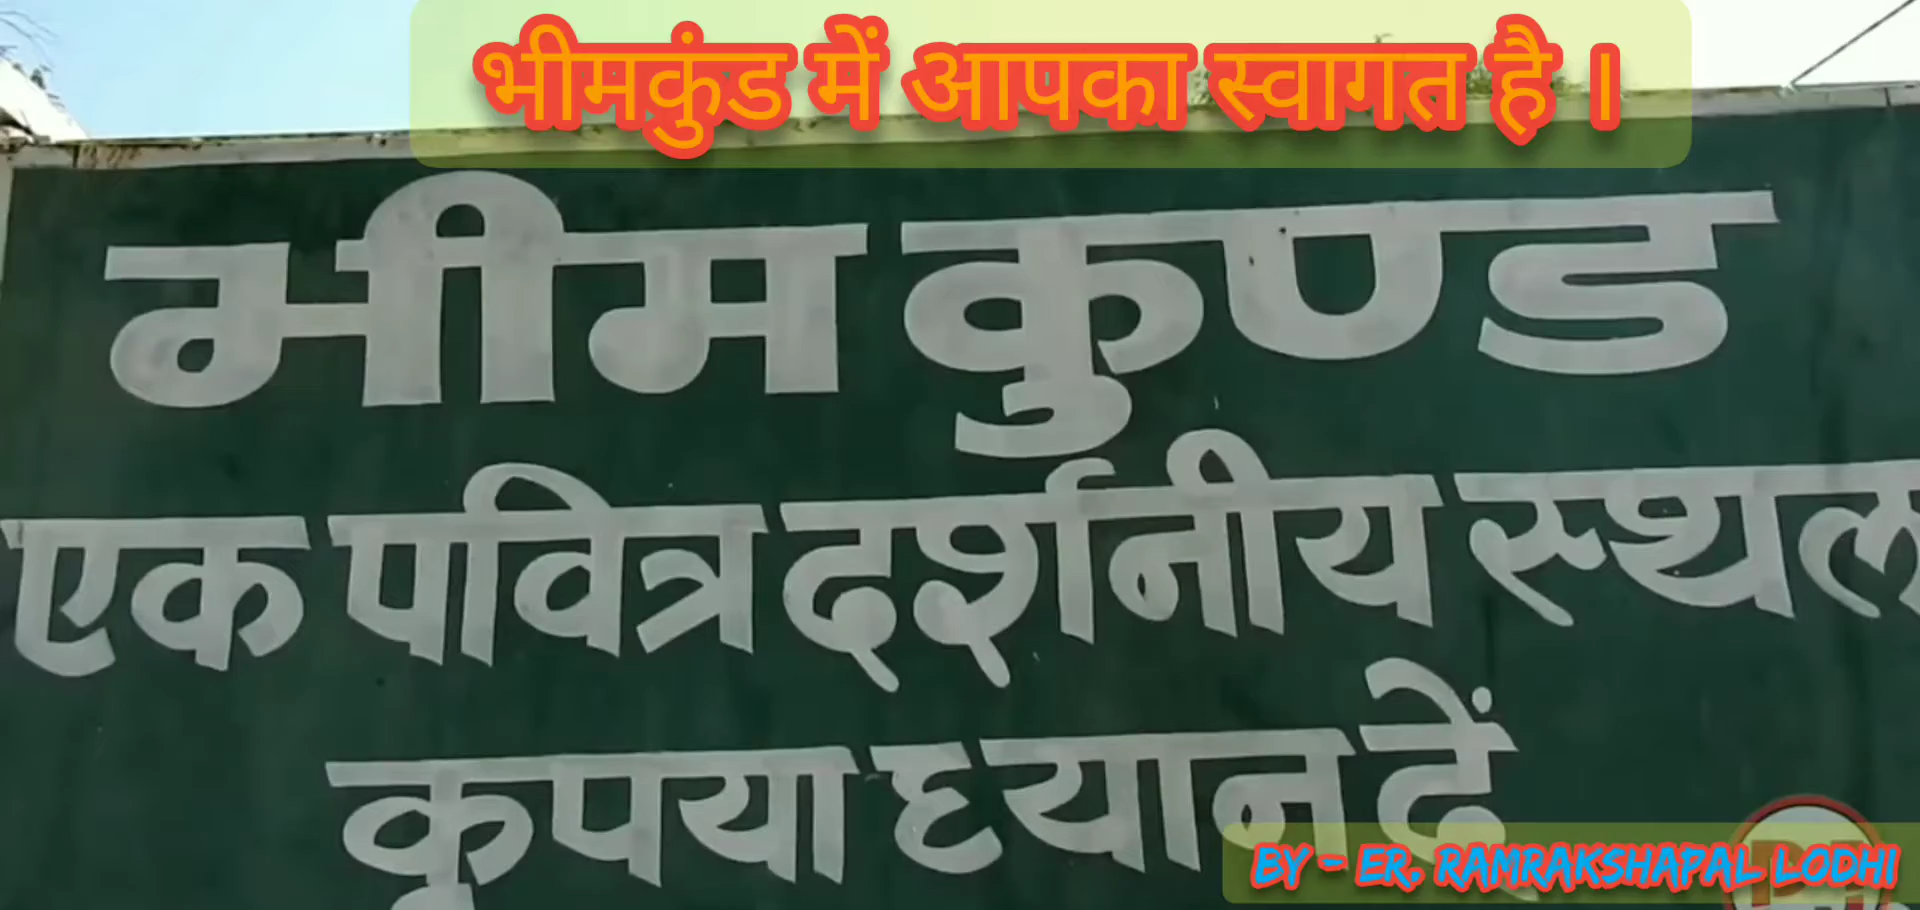 भीमकुंड में आपका स्वागत है ।
भीम कुण्ड
एक पवित्र दर्शनीय स्थल
कृपया ध्यान दें
BY - ER. RAMRAKSHAPAL LODHI